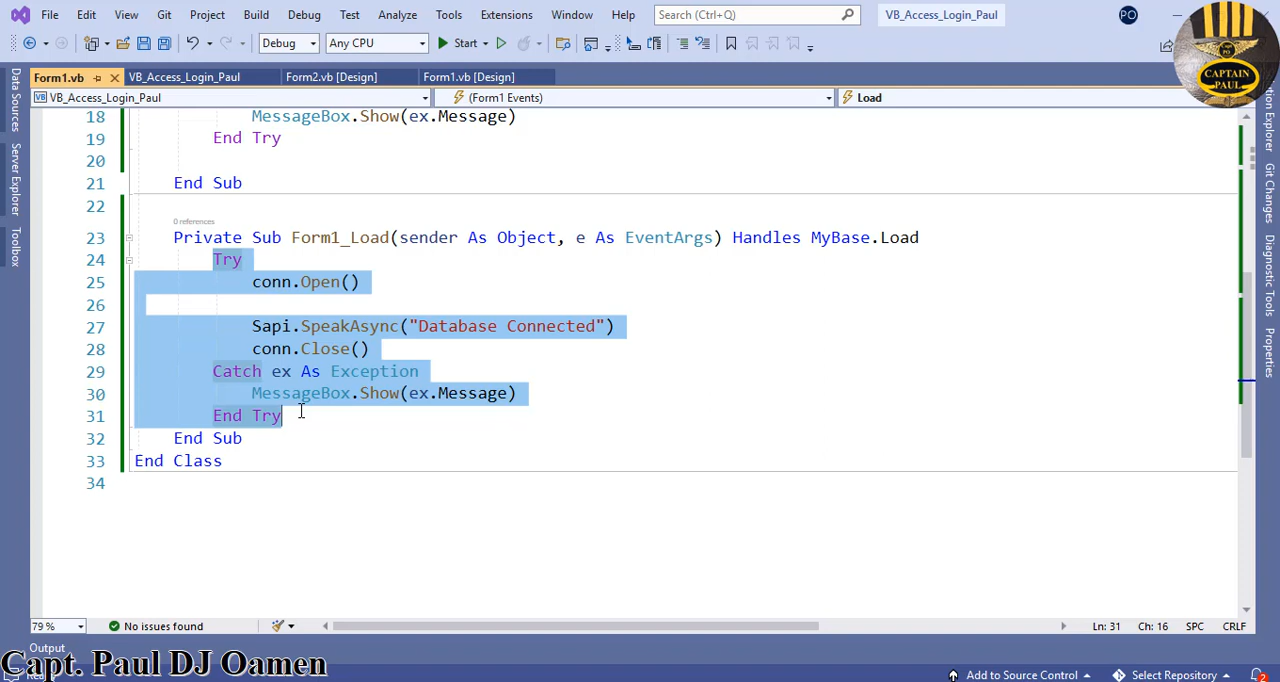 File Edit View Git Project Build Debug Test Analyze Tools Extensions Window Help Search (Ctrl+Q) VB_Access_Login_Paul PO
Debug Any CPU Start
CAPTAIN
PAUL
Form1.vb VB_Access_Login_Paul Form2.vb [Design] Form1.vb [Design]
VB_Access_Login_Paul (Form1 Events) Load
Data Sources
Server Explorer
Toolbox
18 MessageBox.Show(ex.Message)
19 End Try
20
21 End Sub
22
0 references
23 Private Sub Form1_Load(sender As Object, e As EventArgs) Handles MyBase.Load
24 Try
25 conn.Open()
26
27 Sapi.SpeakAsync("Database Connected")
28 conn.Close()
29 Catch ex As Exception
30 MessageBox.Show(ex.Message)
31 End Try
32 End Sub
33 End Class
34
Explorer
Git Changes
Diagnostic Tools
Properties
79 % No issues found Ln: 31 Ch: 16 SPC CRLF
Output
Capt. Paul DJ Oamen
Add to Source Control Select Repository 2